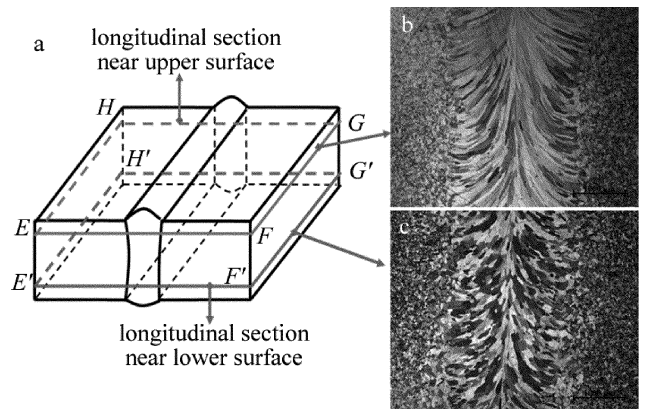 a
longitudinal section
near upper surface
H
G
H'
G'
E
F
E'
F'
longitudinal section
near lower surface
b
c